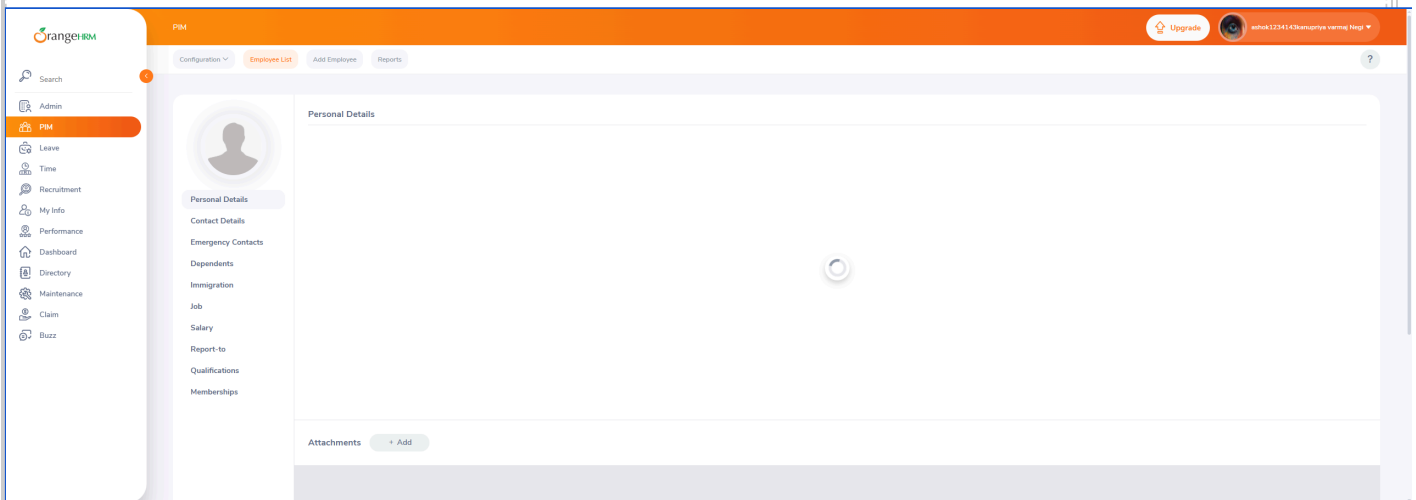 OrangeHRM
PIM
Upgrade
ashok1234143kanupriya varmaj Negi
Search
Configuration
Employee List
Add Employee
Reports
?
Admin
PIM
Leave
Time
Recruitment
My Info
Performance
Dashboard
Directory
Maintenance
Claim
Buzz
Personal Details
Contact Details
Emergency Contacts
Dependents
Immigration
Job
Salary
Report-to
Qualifications
Memberships
Personal Details
Attachments
+ Add